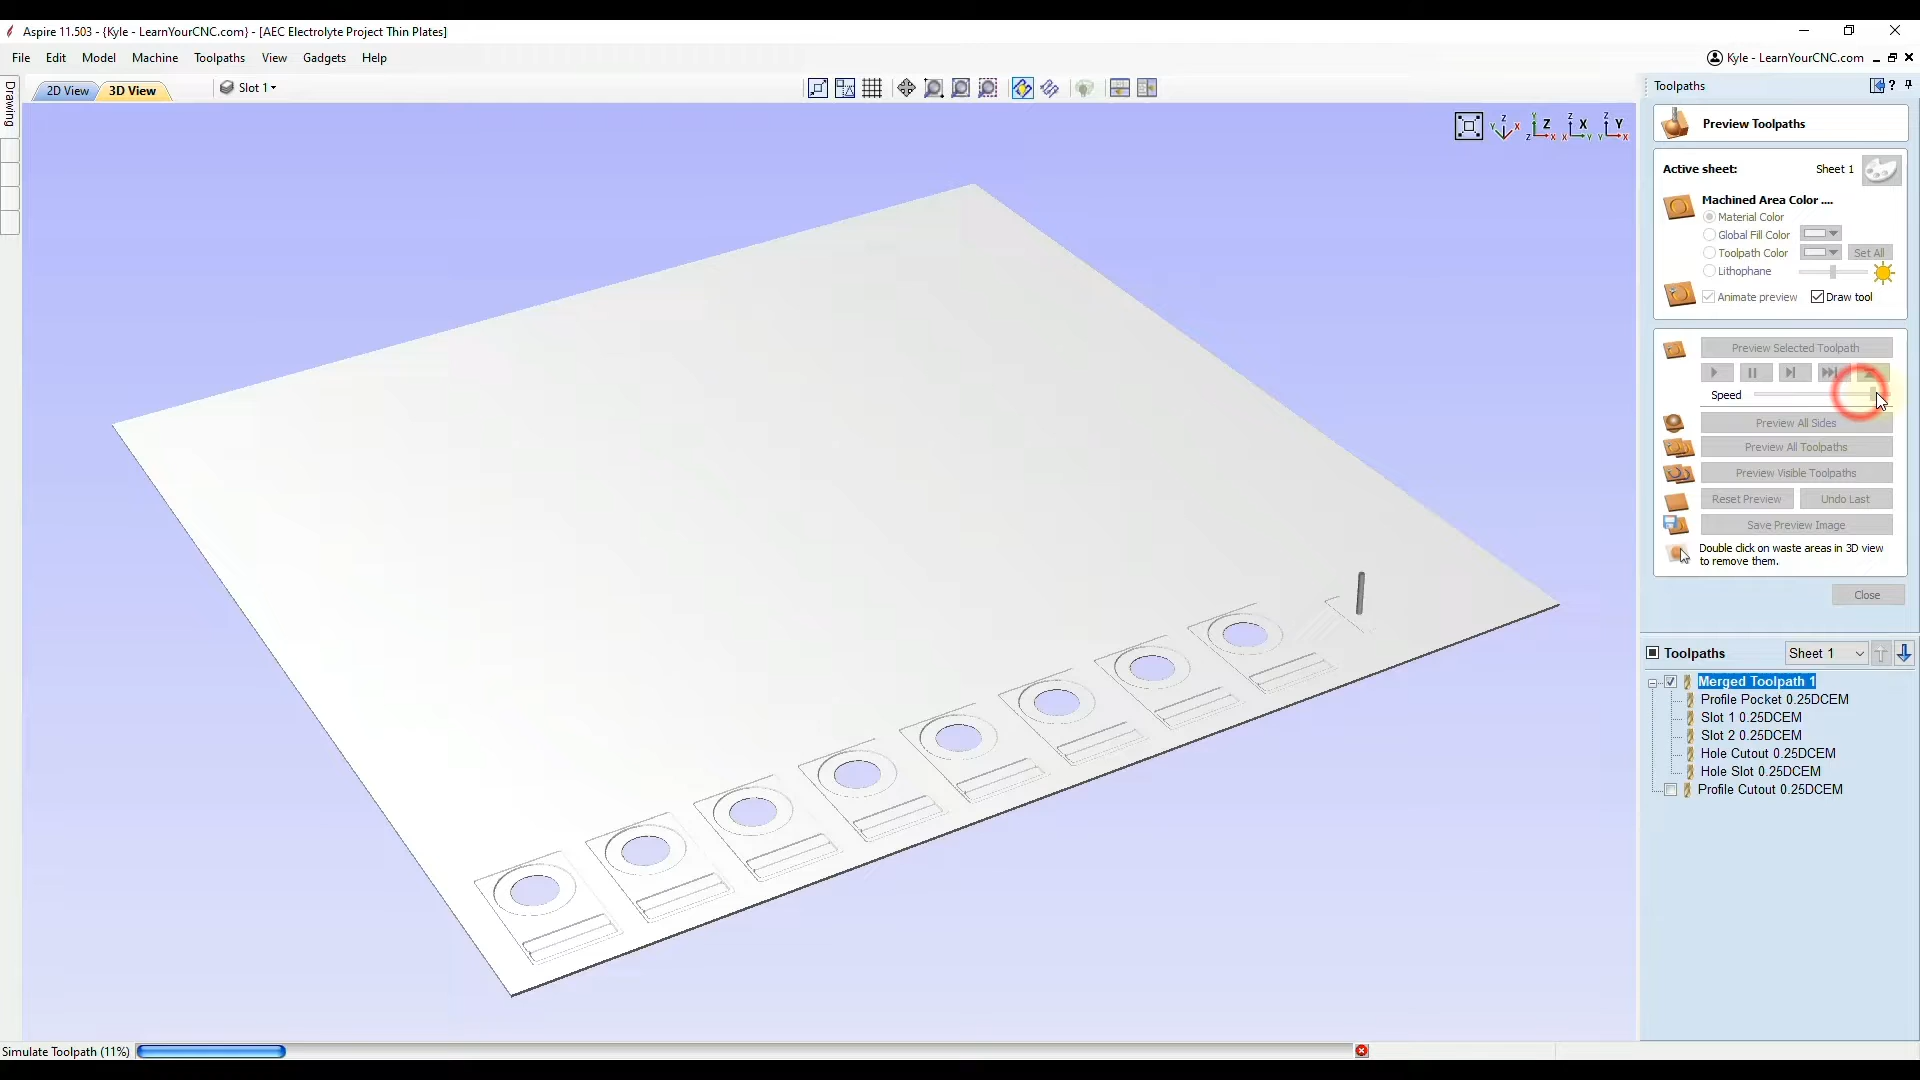 Aspire 11.503 - {Kyle - LearnYourCNC.com} - [AEC Electrolyte Project Thin Plates]
File Edit Model Machine Toolpaths View Gadgets Help
Kyle - LearnYourCNC.com
Drawing
2D View 3D View Slot 1
Z Y X
Z Y X
X Z Y
Y Z X
Toolpaths
Preview Toolpaths
Active sheet: Sheet 1
Machined Area Color ....
Material Color
Global Fill Color
Toolpath Color Set All
Lithophane
Animate preview Draw tool
Preview Selected Toolpath
Speed
Preview All Sides
Preview All Toolpaths
Preview Visible Toolpaths
Reset Preview Undo Last
Save Preview Image
Double click on waste areas in 3D view
to remove them.
Close
Toolpaths Sheet 1
Merged Toolpath 1
Profile Pocket 0.25DCEM
Slot 1 0.25DCEM
Slot 2 0.25DCEM
Hole Cutout 0.25DCEM
Hole Slot 0.25DCEM
Profile Cutout 0.25DCEM
Simulate Toolpath (11%)